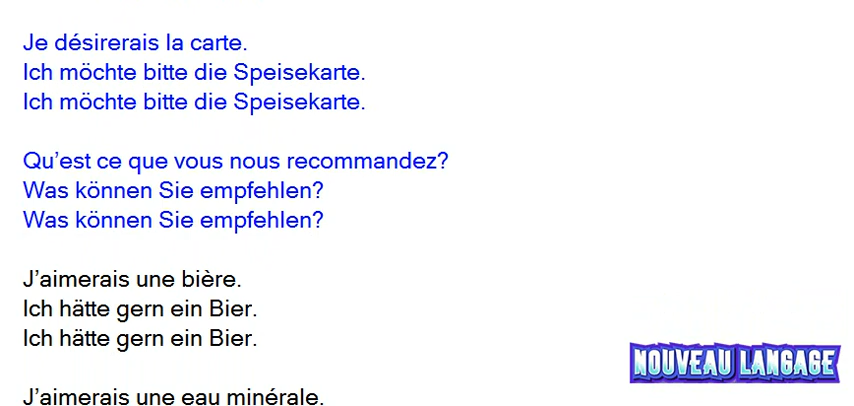 Je désirerais la carte.
Ich möchte bitte die Speisekarte.
Ich möchte bitte die Speisekarte.
Qu’est ce que vous nous recommandez?
Was können Sie empfehlen?
Was können Sie empfehlen?
J’aimerais une bière.
Ich hätte gern ein Bier.
Ich hätte gern ein Bier.
NOUVEAU LANGAGE
J’aimerais une eau minérale.